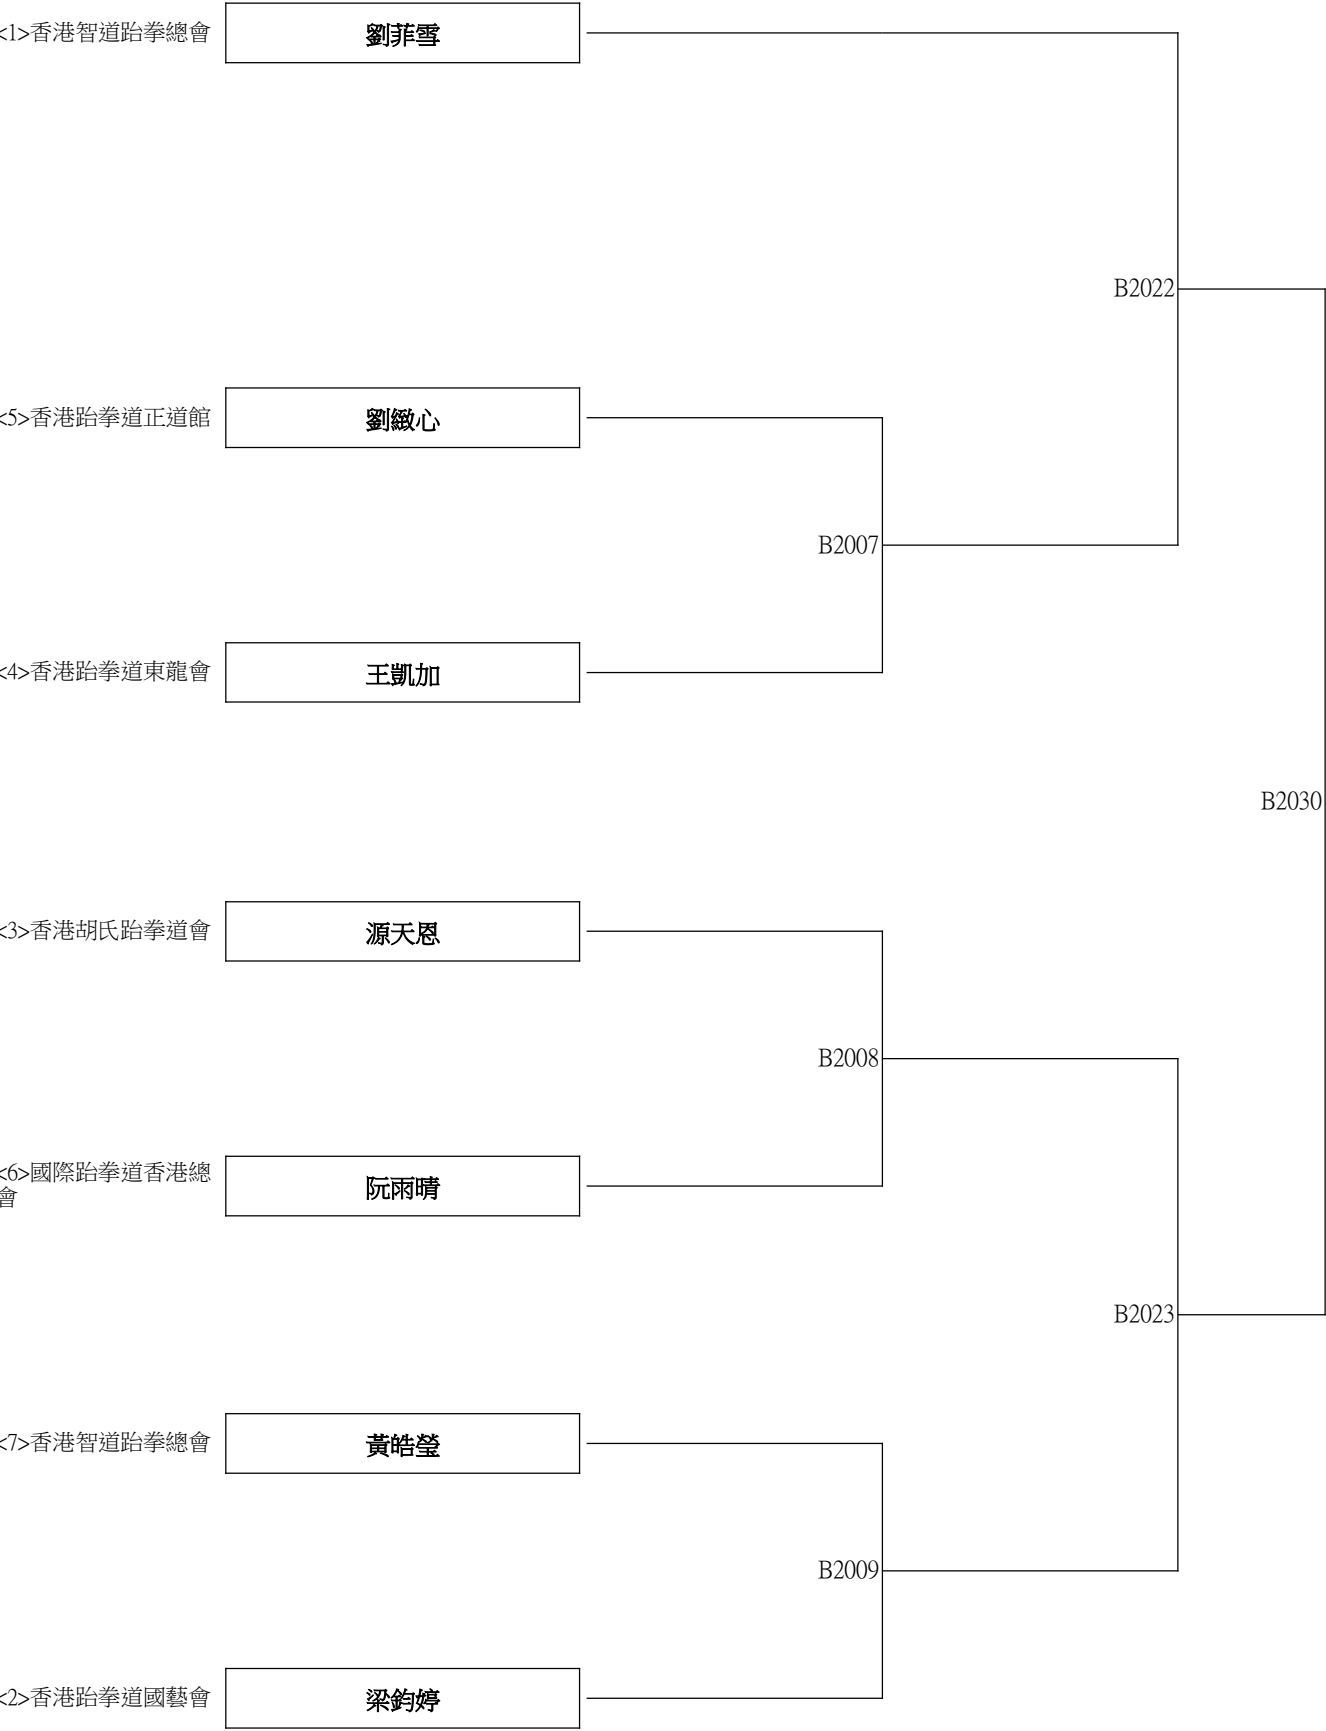 <1>香港智道跆拳總會
劉菲雪
B2022
<5>香港跆拳道正道館
劉緻心
B2007
<4>香港跆拳道東龍會
王凱加
B2030
<3>香港胡氏跆拳道會
源天恩
B2008
<6>國際跆拳道香港總
會
阮雨晴
B2023
<7>香港智道跆拳總會
黃皓瑩
B2009
<2>香港跆拳道國藝會
梁鈞婷